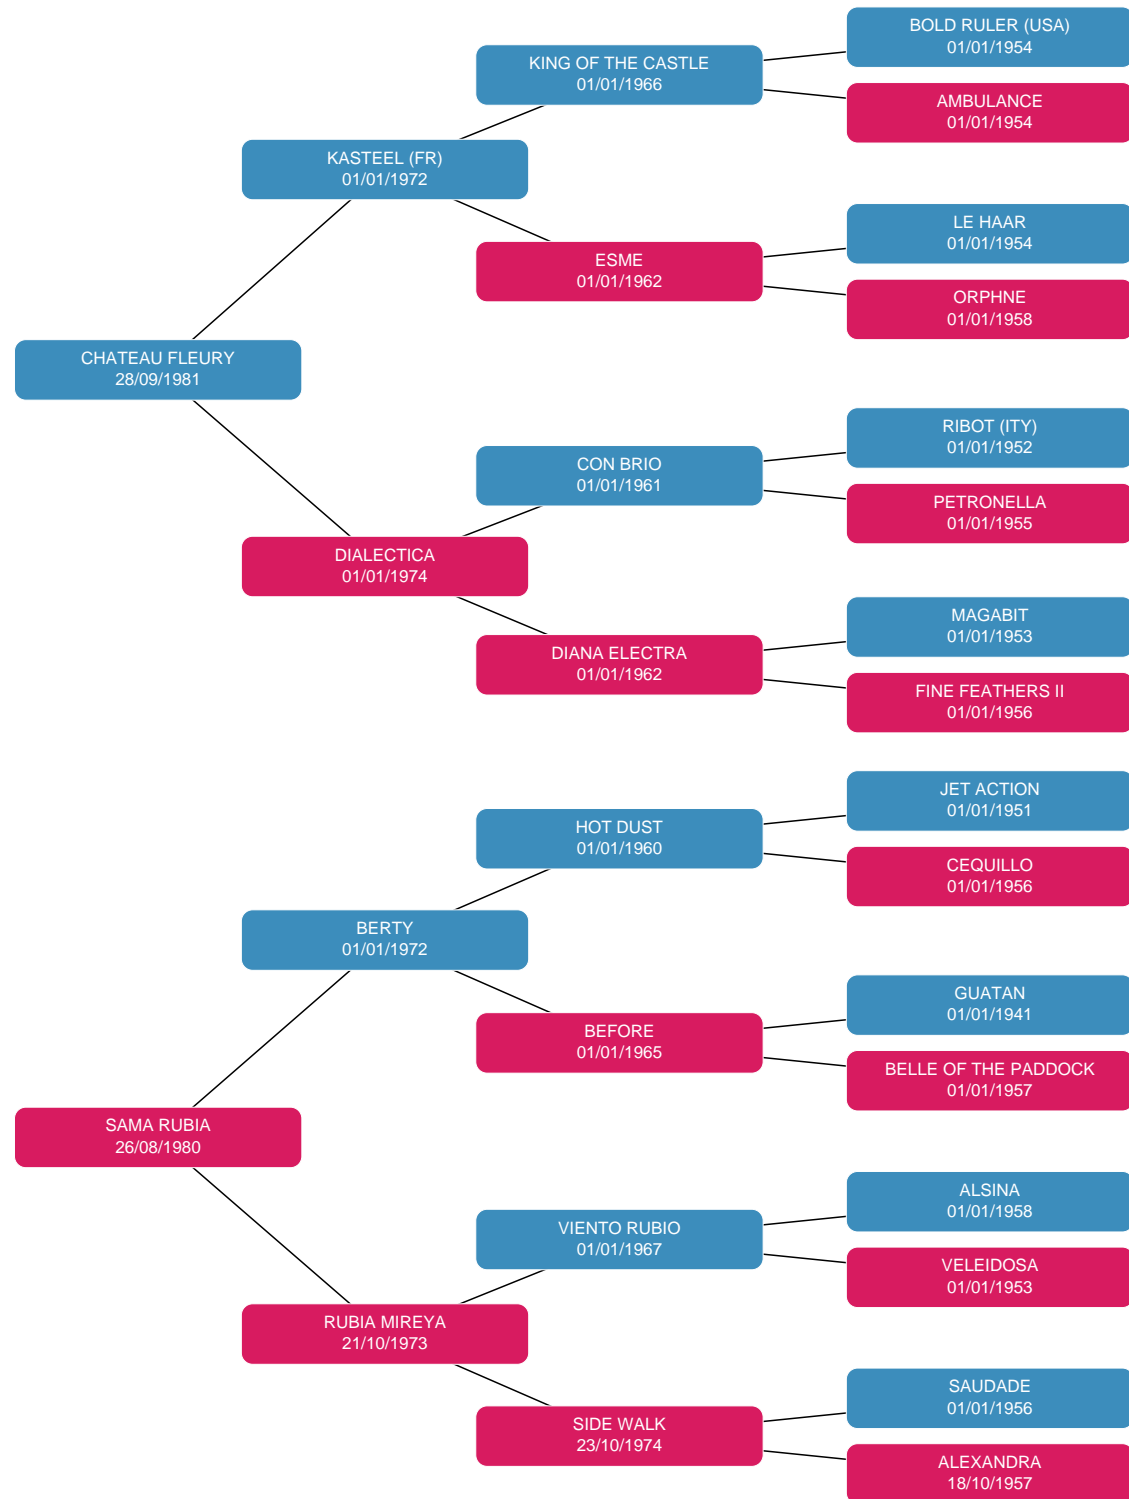 BOLD RULER (USA)
01/01/1954
KING OF THE CASTLE
01/01/1966
AMBULANCE
01/01/1954
KASTEEL (FR)
01/01/1972
LE HAAR
01/01/1954
ESME
01/01/1962
ORPHNE
01/01/1958
CHATEAU FLEURY
28/09/1981
RIBOT (ITY)
01/01/1952
CON BRIO
01/01/1961
PETRONELLA
01/01/1955
DIALECTICA
01/01/1974
MAGABIT
01/01/1953
DIANA ELECTRA
01/01/1962
FINE FEATHERS II
01/01/1956
JET ACTION
01/01/1951
HOT DUST
01/01/1960
CEQUILLO
01/01/1956
BERTY
01/01/1972
GUATAN
01/01/1941
BEFORE
01/01/1965
BELLE OF THE PADDOCK
01/01/1957
SAMA RUBIA
26/08/1980
ALSINA
01/01/1958
VIENTO RUBIO
01/01/1967
VELEIDOSA
01/01/1953
RUBIA MIREYA
21/10/1973
SAUDADE
01/01/1956
SIDE WALK
23/10/1974
ALEXANDRA
18/10/1957